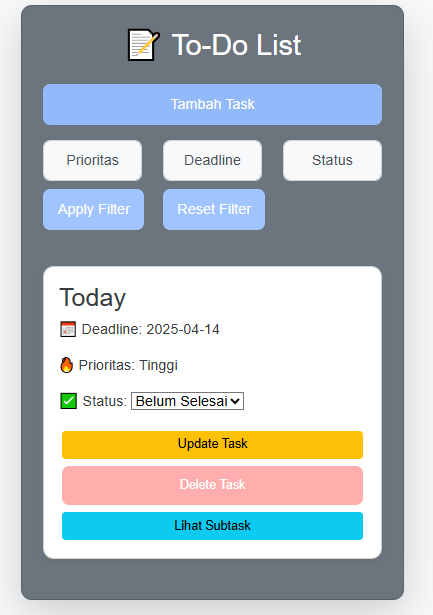 To-Do List
Tambah Task
Prioritas Deadline Status
Apply Filter Reset Filter
Today
Deadline: 2025-04-14
Prioritas: Tinggi
Status: Belum Selesai
Update Task
Delete Task
Lihat Subtask